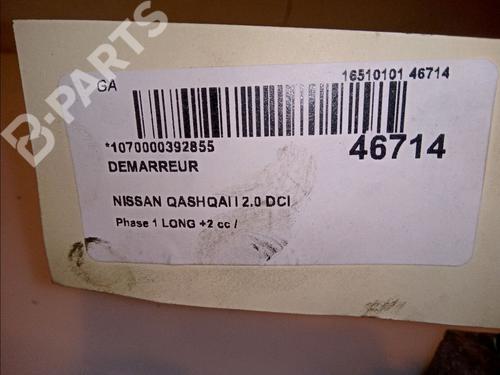 B-PARTS
GA
16510101 46714
*1070000392855
46714
DEMARREUR
NISSAN QASHQAI I 2.0 DCI
Phase 1 LONG +2 cc /